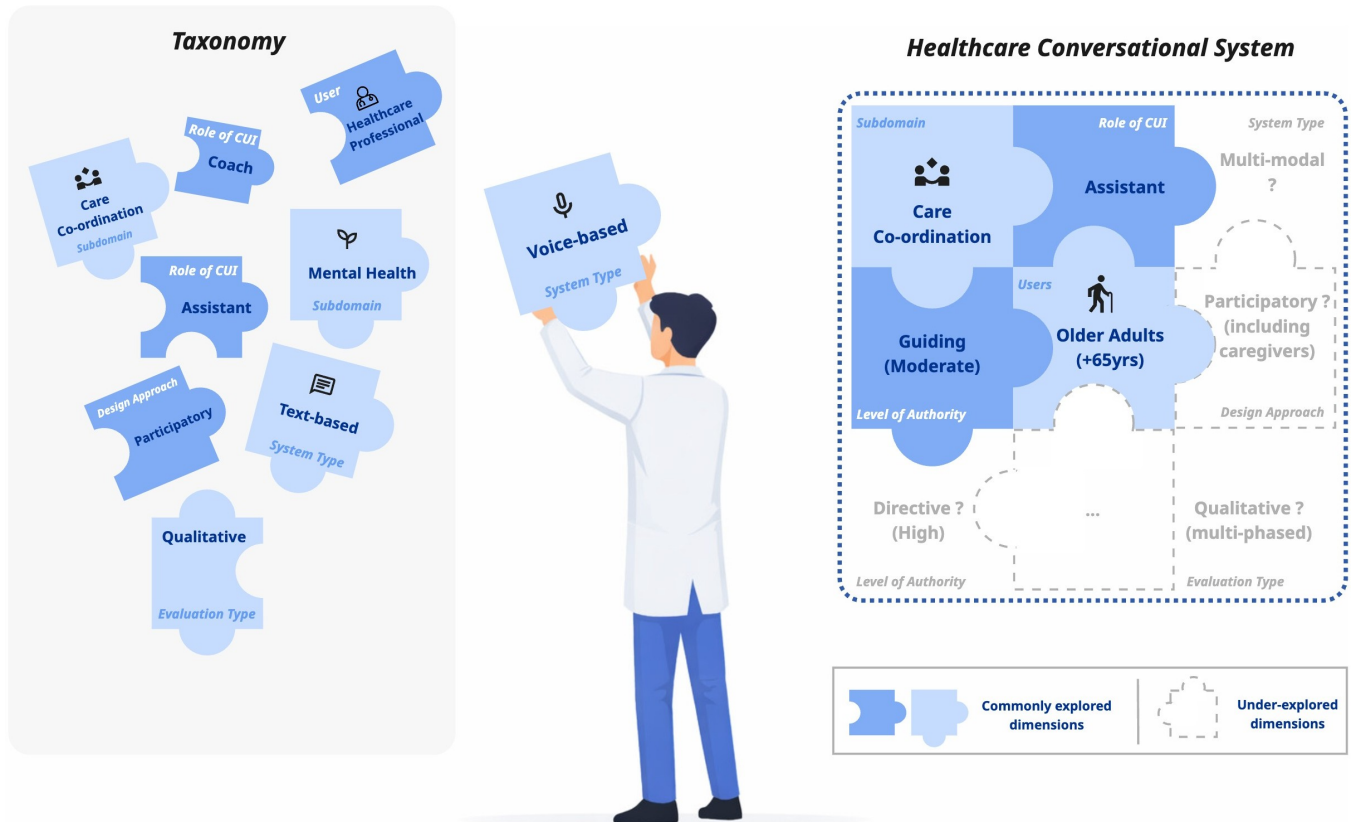 Taxonomy
User
Healthcare
Professional
Role of CUI
Coach
Care
Co-ordination
Subdomain
Mental Health
Subdomain
Role of CUI
Assistant
Design Approach
Participatory
Text-based
System Type
Qualitative
Evaluation Type
Voice-based
System Type
Healthcare Conversational System
Subdomain
Care
Co-ordination
Role of CUI
Assistant
System Type
Multi-modal
?
Guiding
(Moderate)
Level of Authority
Users
Older Adults
(+65yrs)
Participatory ?
(including
caregivers)
Design Approach
Directive ?
(High)
Level of Authority
...
Qualitative ?
(multi-phased)
Evaluation Type
Commonly explored
dimensions
Under-explored
dimensions